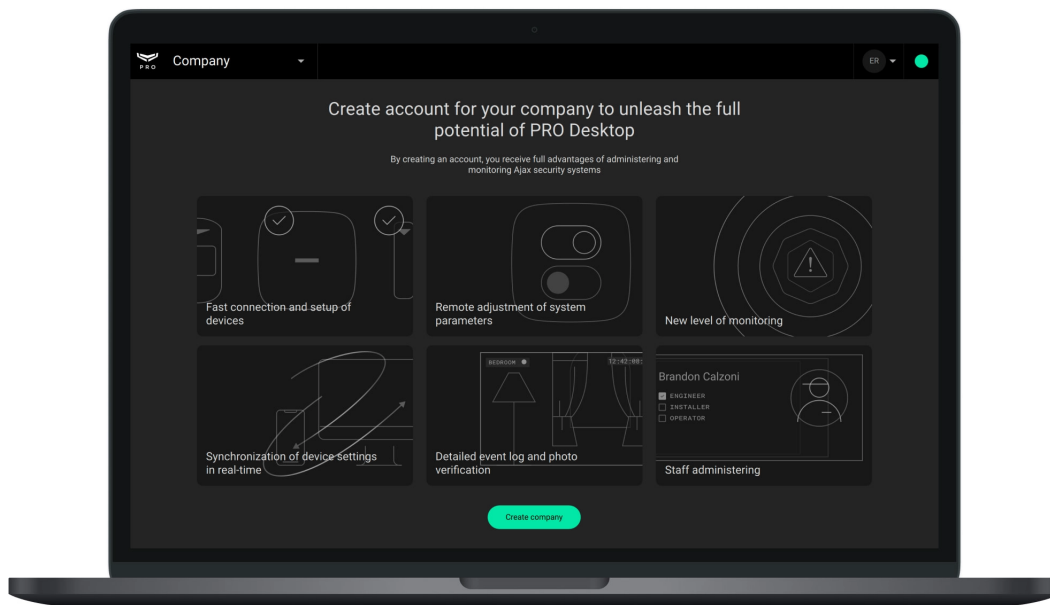 PRO
Company
ER
Create account for your company to unleash the full
potential of PRO Desktop
By creating an account, you receive full advantages of administering and
monitoring Ajax security systems
Fast connection and setup of
devices
Remote adjustment of system
parameters
New level of monitoring
Synchronization of device settings
in real-time
BEDROOM
12:42:00:
Detailed event log and photo
verification
Brandon Calzoni
ENGINEER
INSTALLER
OPERATOR
Staff administering
Create company